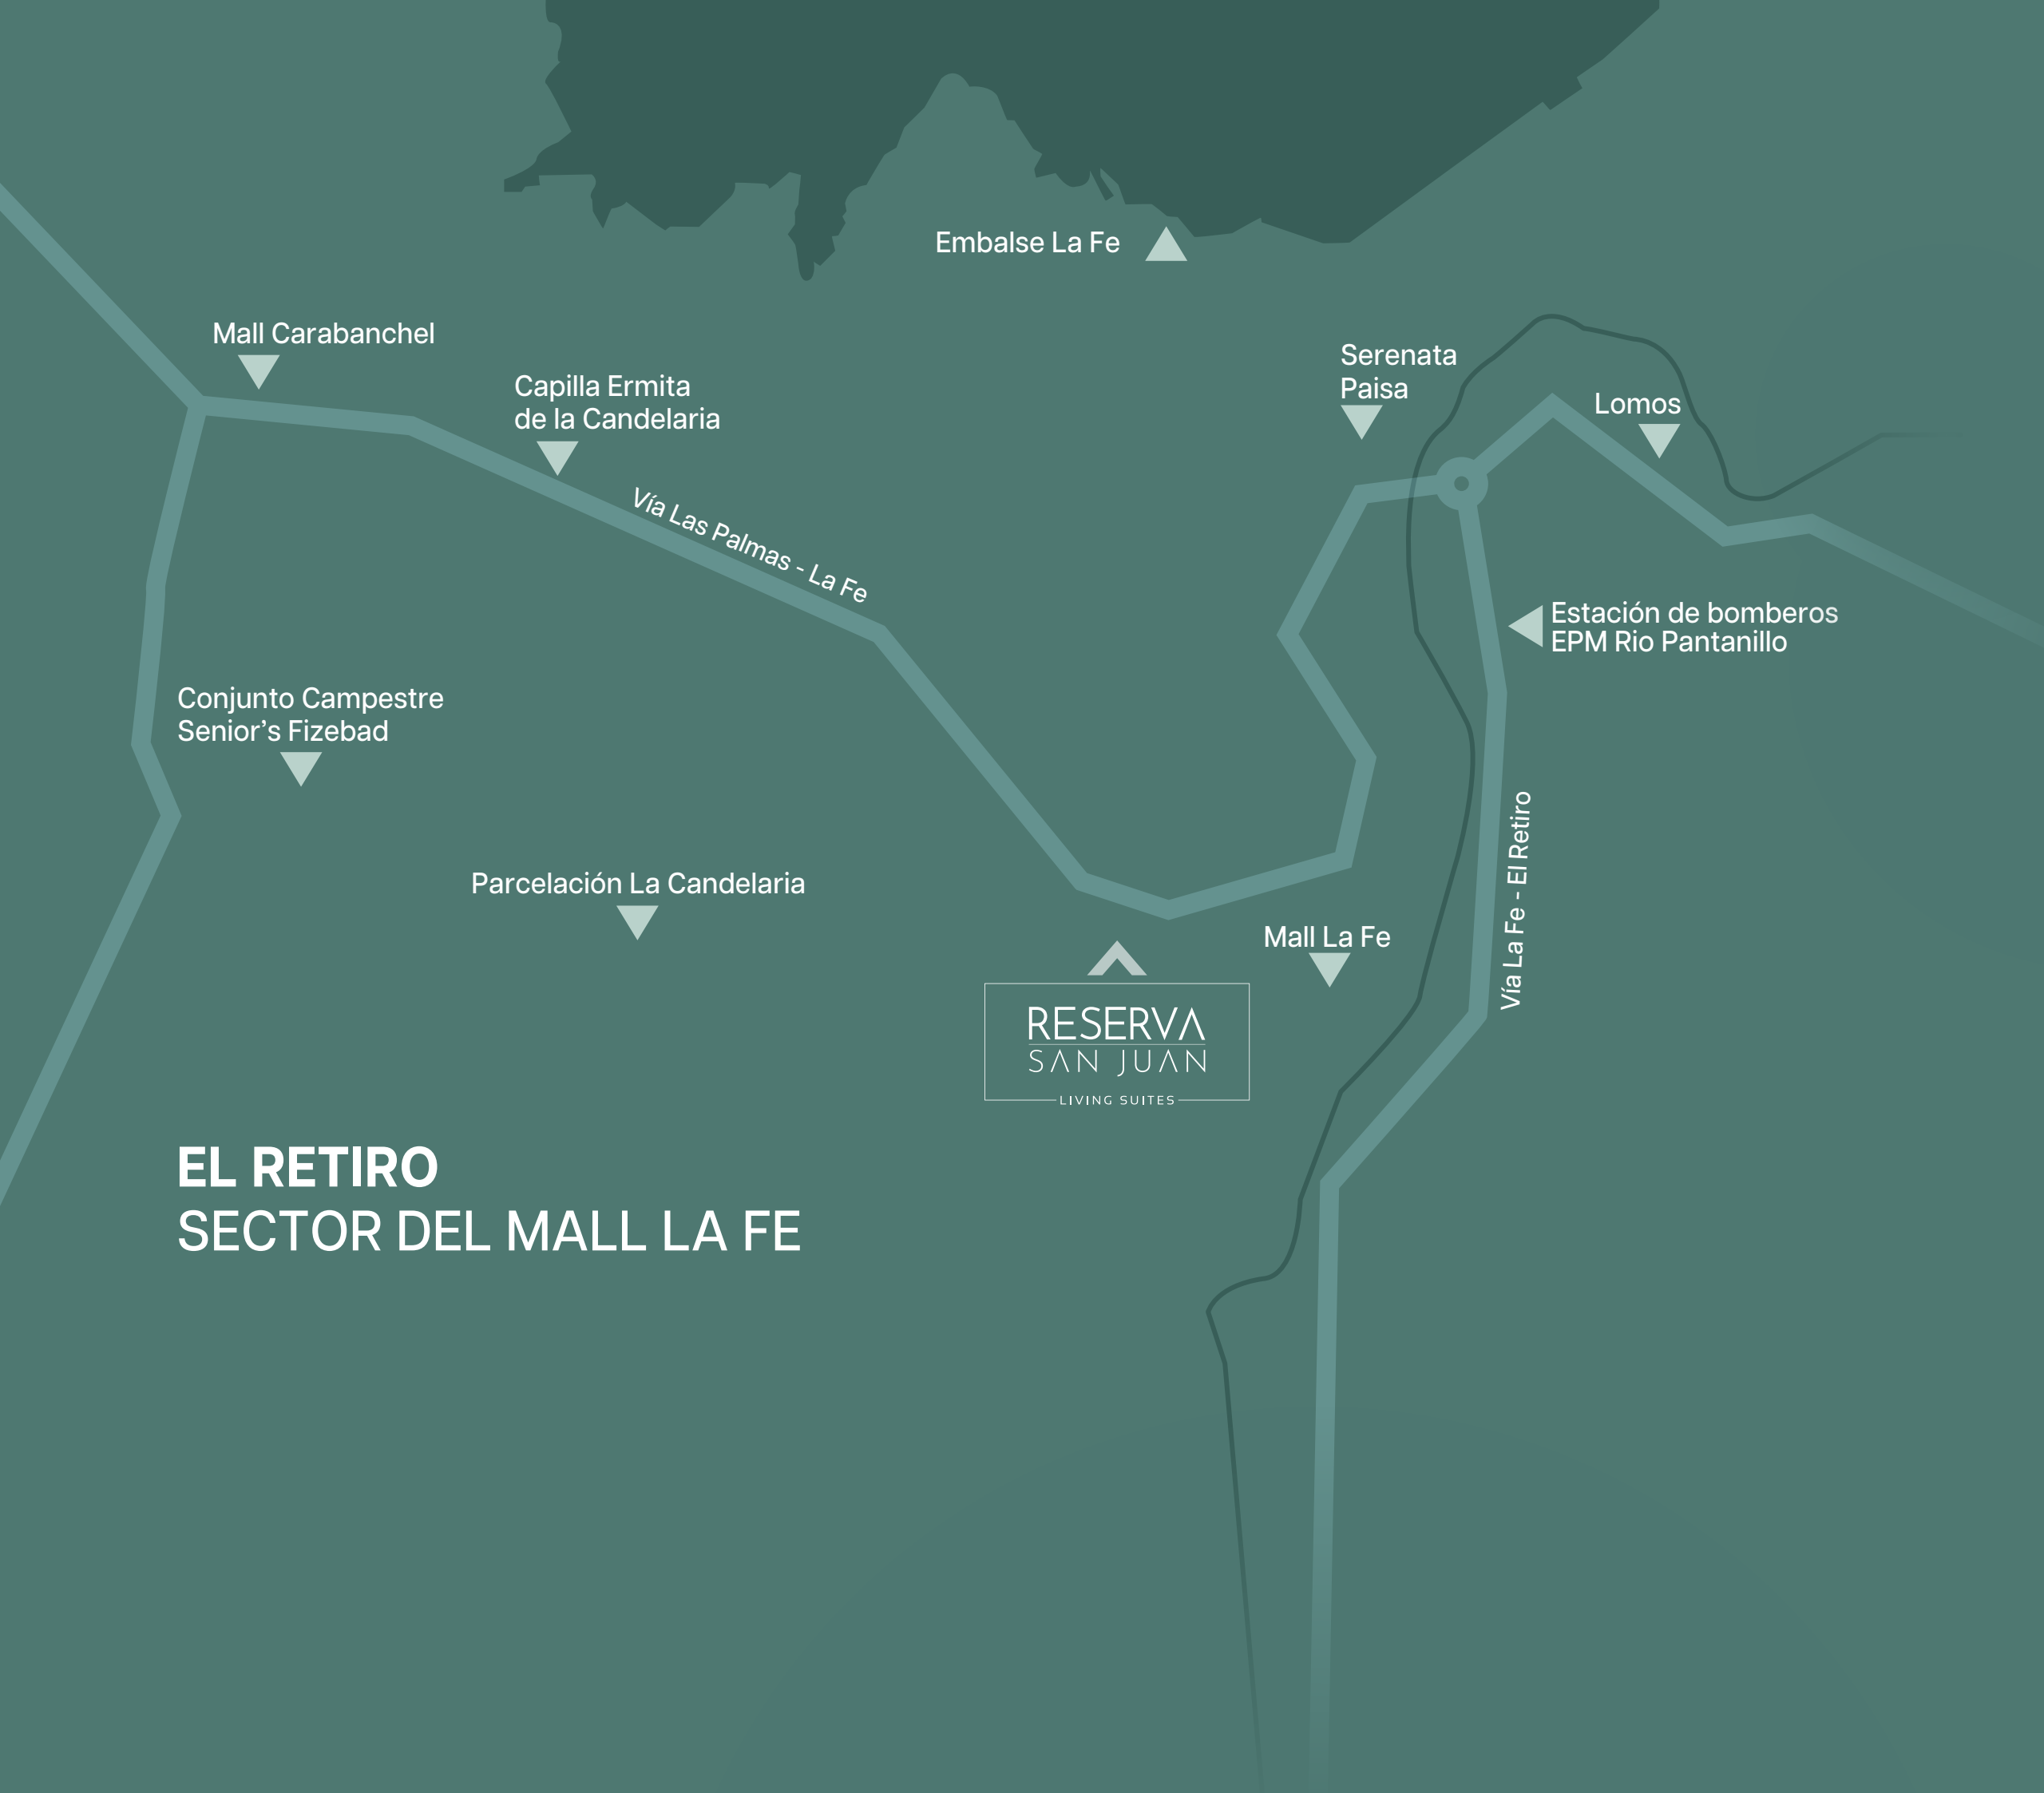 Embalse La Fe
Mall Carabanchel
Serenata
Paisa
Capilla Ermita
de la Candelaria
Lomos
Vía Las Palmas - La Fe
Estación de bomberos
EPM Rio Pantanillo
Conjunto Campestre
Senior's Fizebad
Vía La Fe - El Retiro
Parcelación La Candelaria
Mall La Fe
RESERVA
SAN JUAN
LIVING SUITES
EL RETIRO
SECTOR DEL MALL LA FE